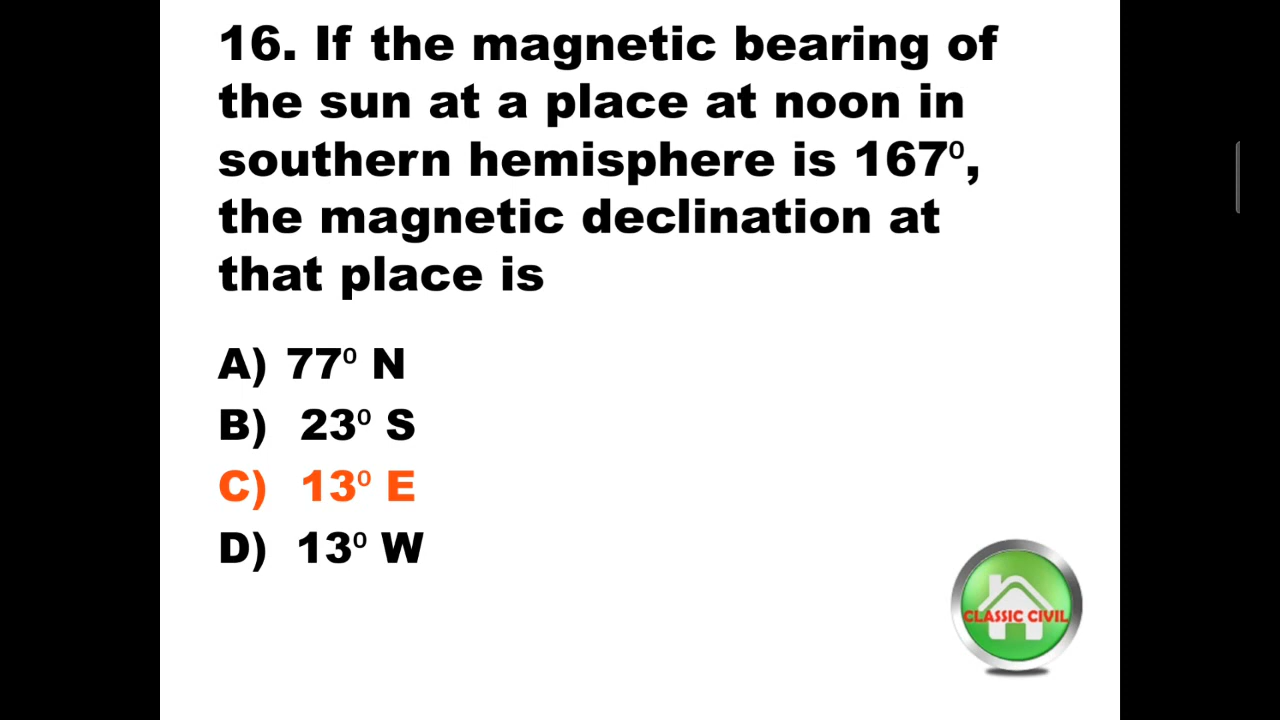 16. If the magnetic bearing of
the sun at a place at noon in
southern hemisphere is 167⁰,
the magnetic declination at
that place is
A) 77⁰ N
B) 23⁰ S
C) 13⁰ E
D) 13⁰ W
CLASSIC CIVIL